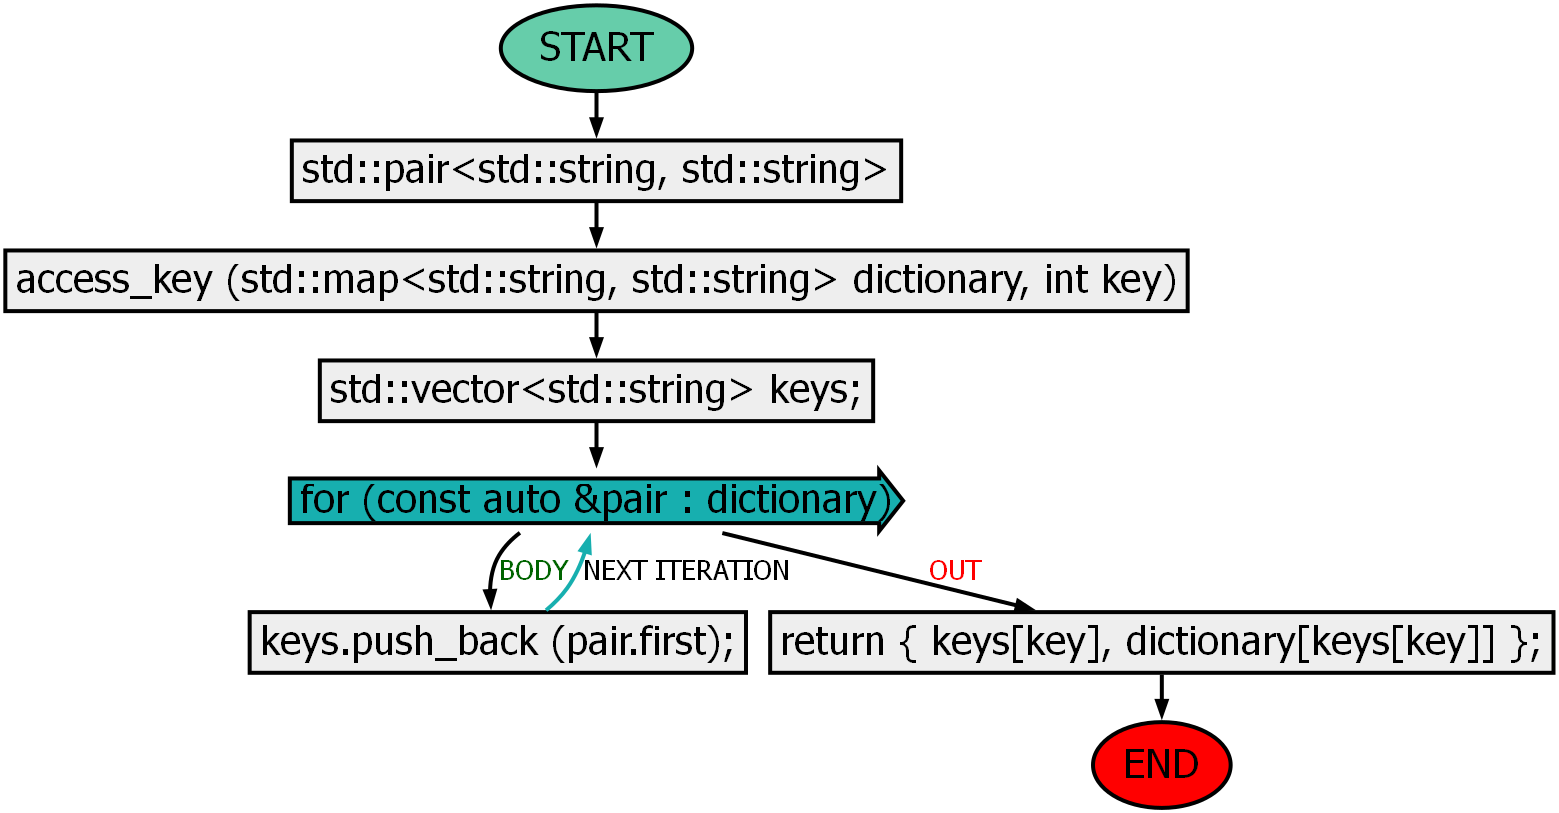 START
std::pair<std::string, std::string>
access_key (std::map<std::string, std::string> dictionary, int key)
std::vector<std::string> keys;
for (const auto &pair : dictionary)
BODY
NEXT ITERATION
OUT
keys.push_back (pair.first);
return { keys[key], dictionary[keys[key]] };
END